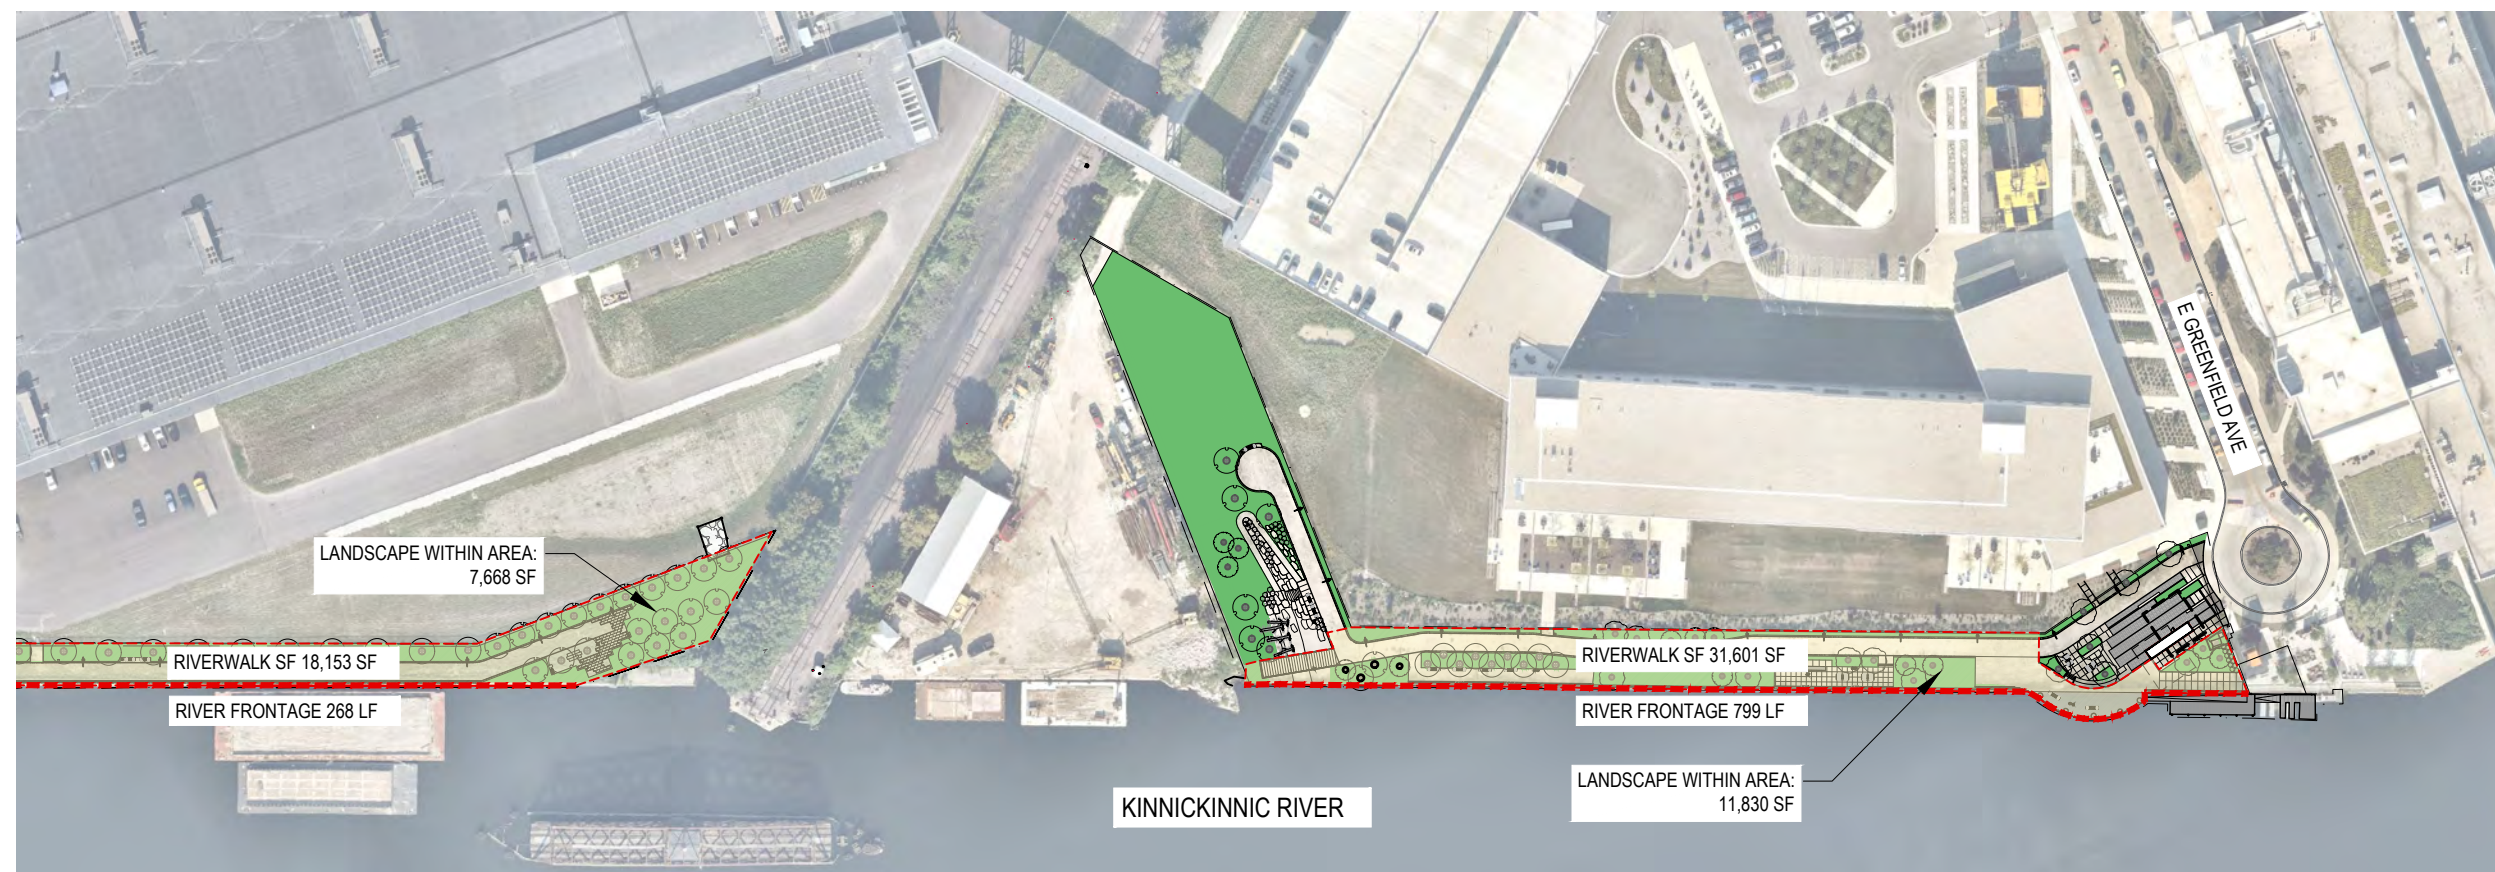 E GREENFIELD AVE
LANDSCAPE WITHIN AREA:
7,668 SF
RIVERWALK SF 18,153 SF
RIVER FRONTAGE 268 LF
RIVERWALK SF 31,601 SF
RIVER FRONTAGE 799 LF
LANDSCAPE WITHIN AREA:
11,830 SF
KINNICKINNIC RIVER